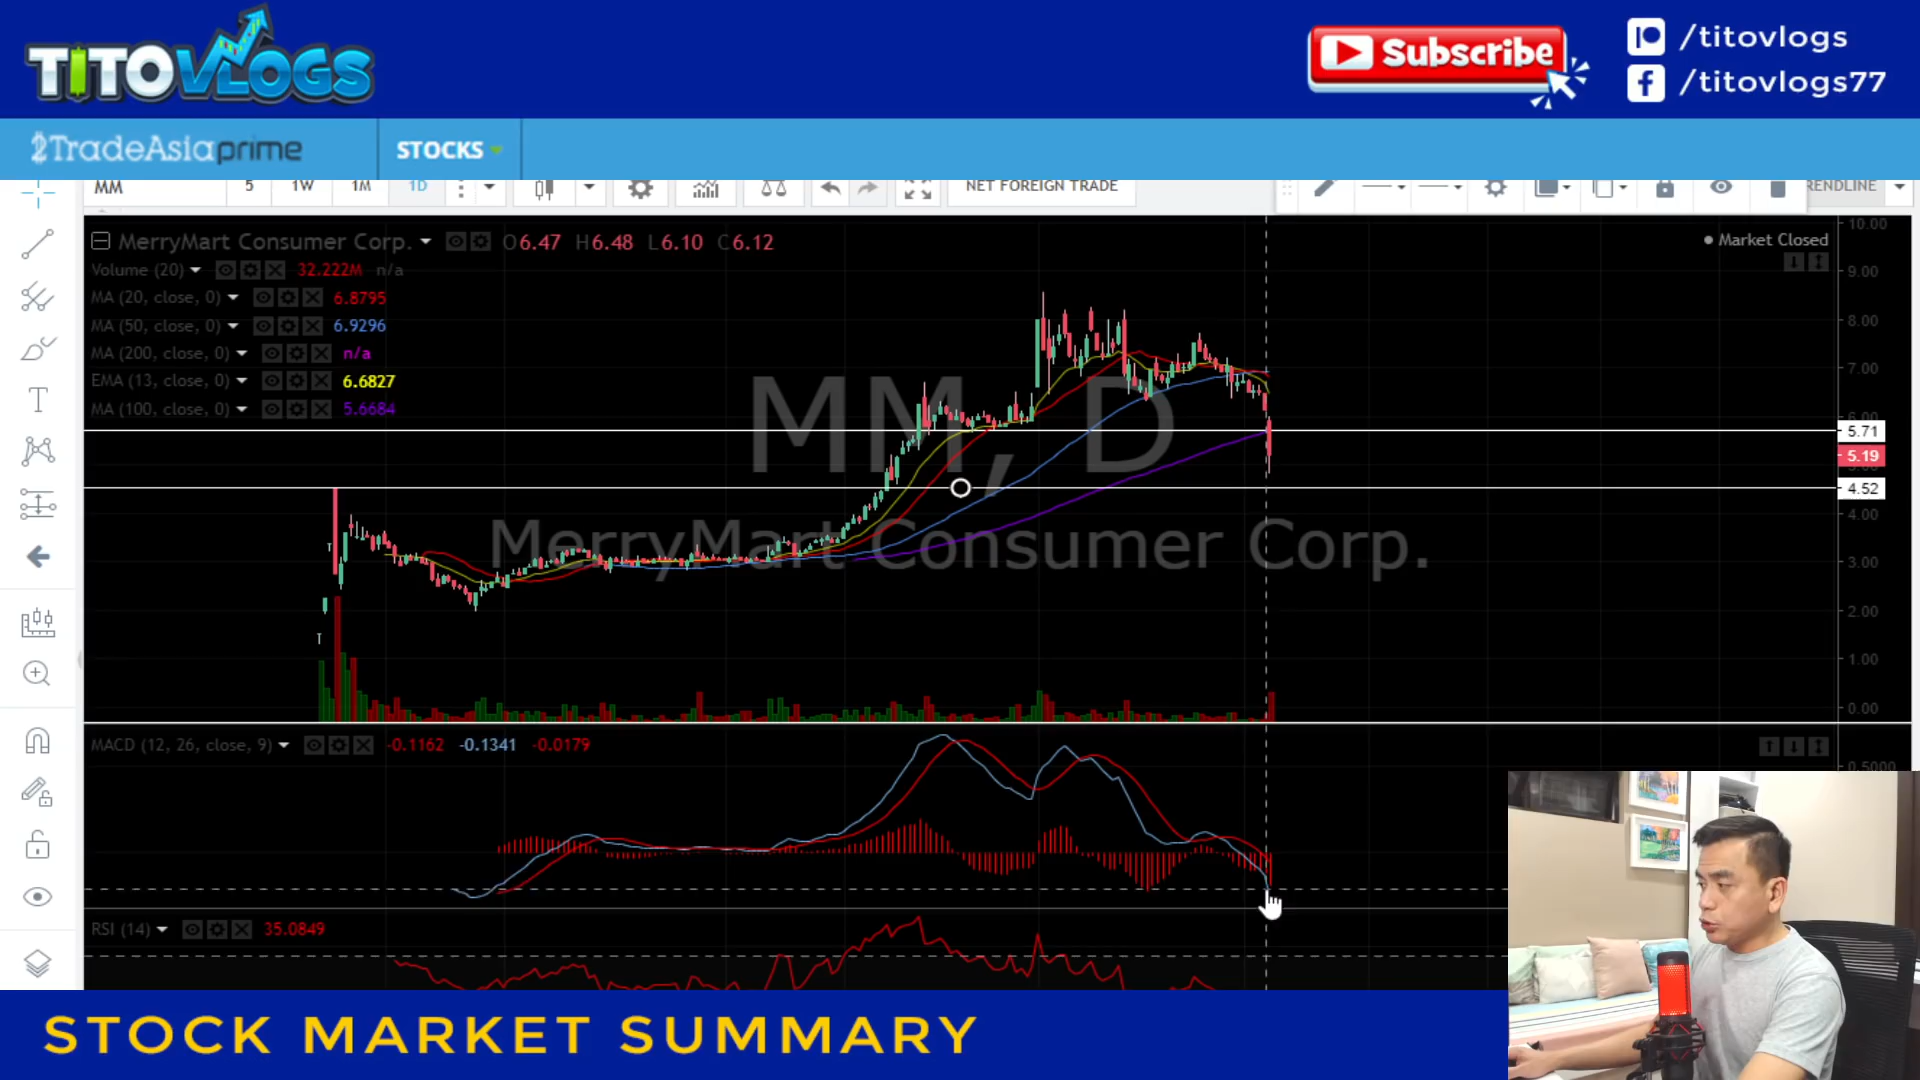 TITOVLOGS
Subscribe
/titovlogs
/titovlogs77
2TradeAsiaprime
STOCKS
MM
5
1W
1M
1D
NET FOREIGN TRADE
RENDLINE
MerryMart Consumer Corp.
O6.47 H6.48 L6.10 C6.12
Market Closed
Volume (20) 32.222M n/a
MA (20, close, 0) 6.8795
MA (50, close, 0) 6.9296
MA (200, close, 0) n/a
EMA (13, close, 0) 6.6827
MA (100, close, 0) 5.6684
MM, D
MerryMart Consumer Corp.
T
T
10.00
9.00
8.00
7.00
6.00
5.71
5.19
4.52
4.00
3.00
2.00
1.00
0.00
MACD (12, 26, close, 9) -0.1162 -0.1341 -0.0179
0.5000
RSI (14) 35.0849
STOCK MARKET SUMMARY